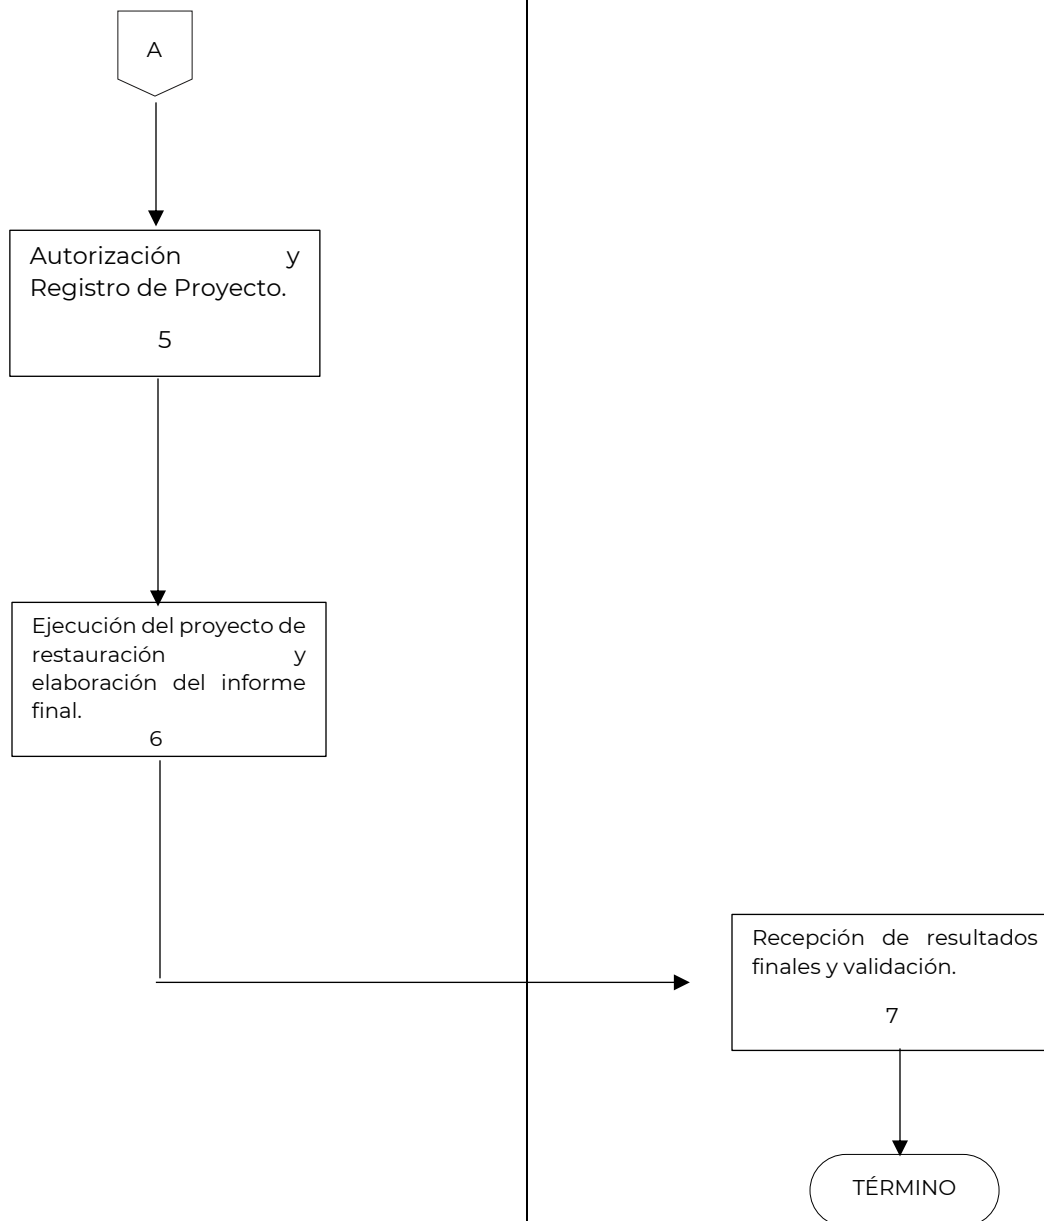 A
Autorización y
Registro de Proyecto.
5
Ejecución del proyecto de
restauración y
elaboración del informe
final.
6
Recepción de resultados
finales y validación.
7
TÉRMINO